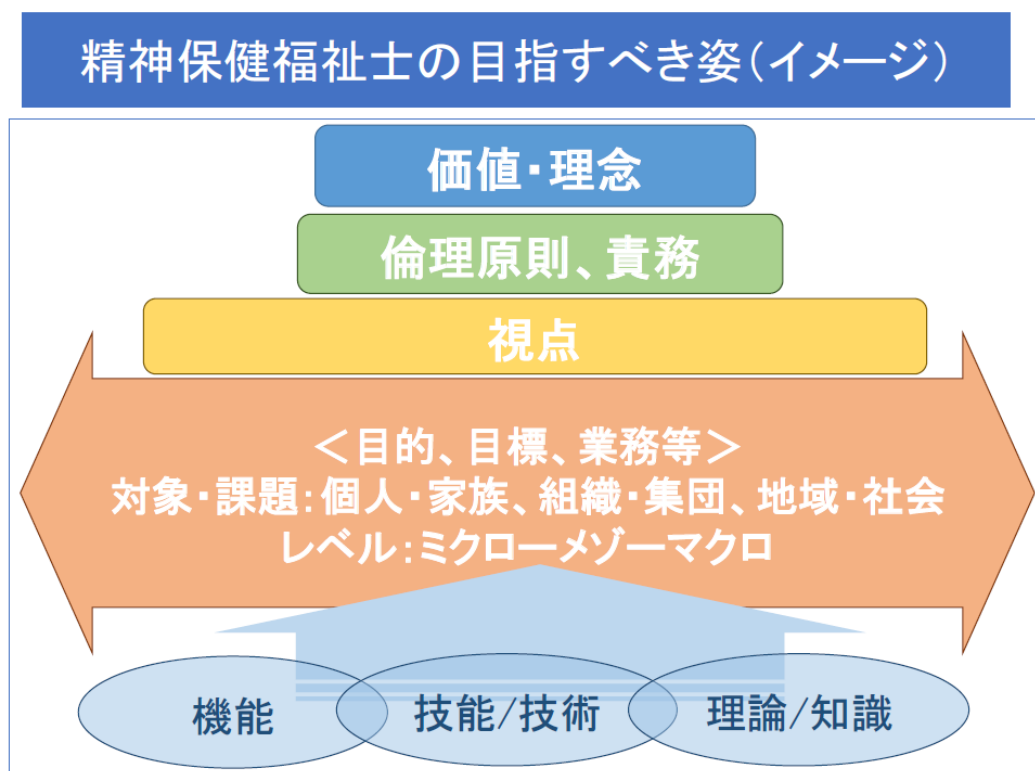 精神保健福祉士の目指すべき姿（イメージ）
価値・理念
倫理原則、責務
視点
＜目的、目標、業務等＞
対象・課題：個人・家族、組織・集団、地域・社会
レベル：ミクローメゾーマクロ
機能
技能/技術
理論/知識